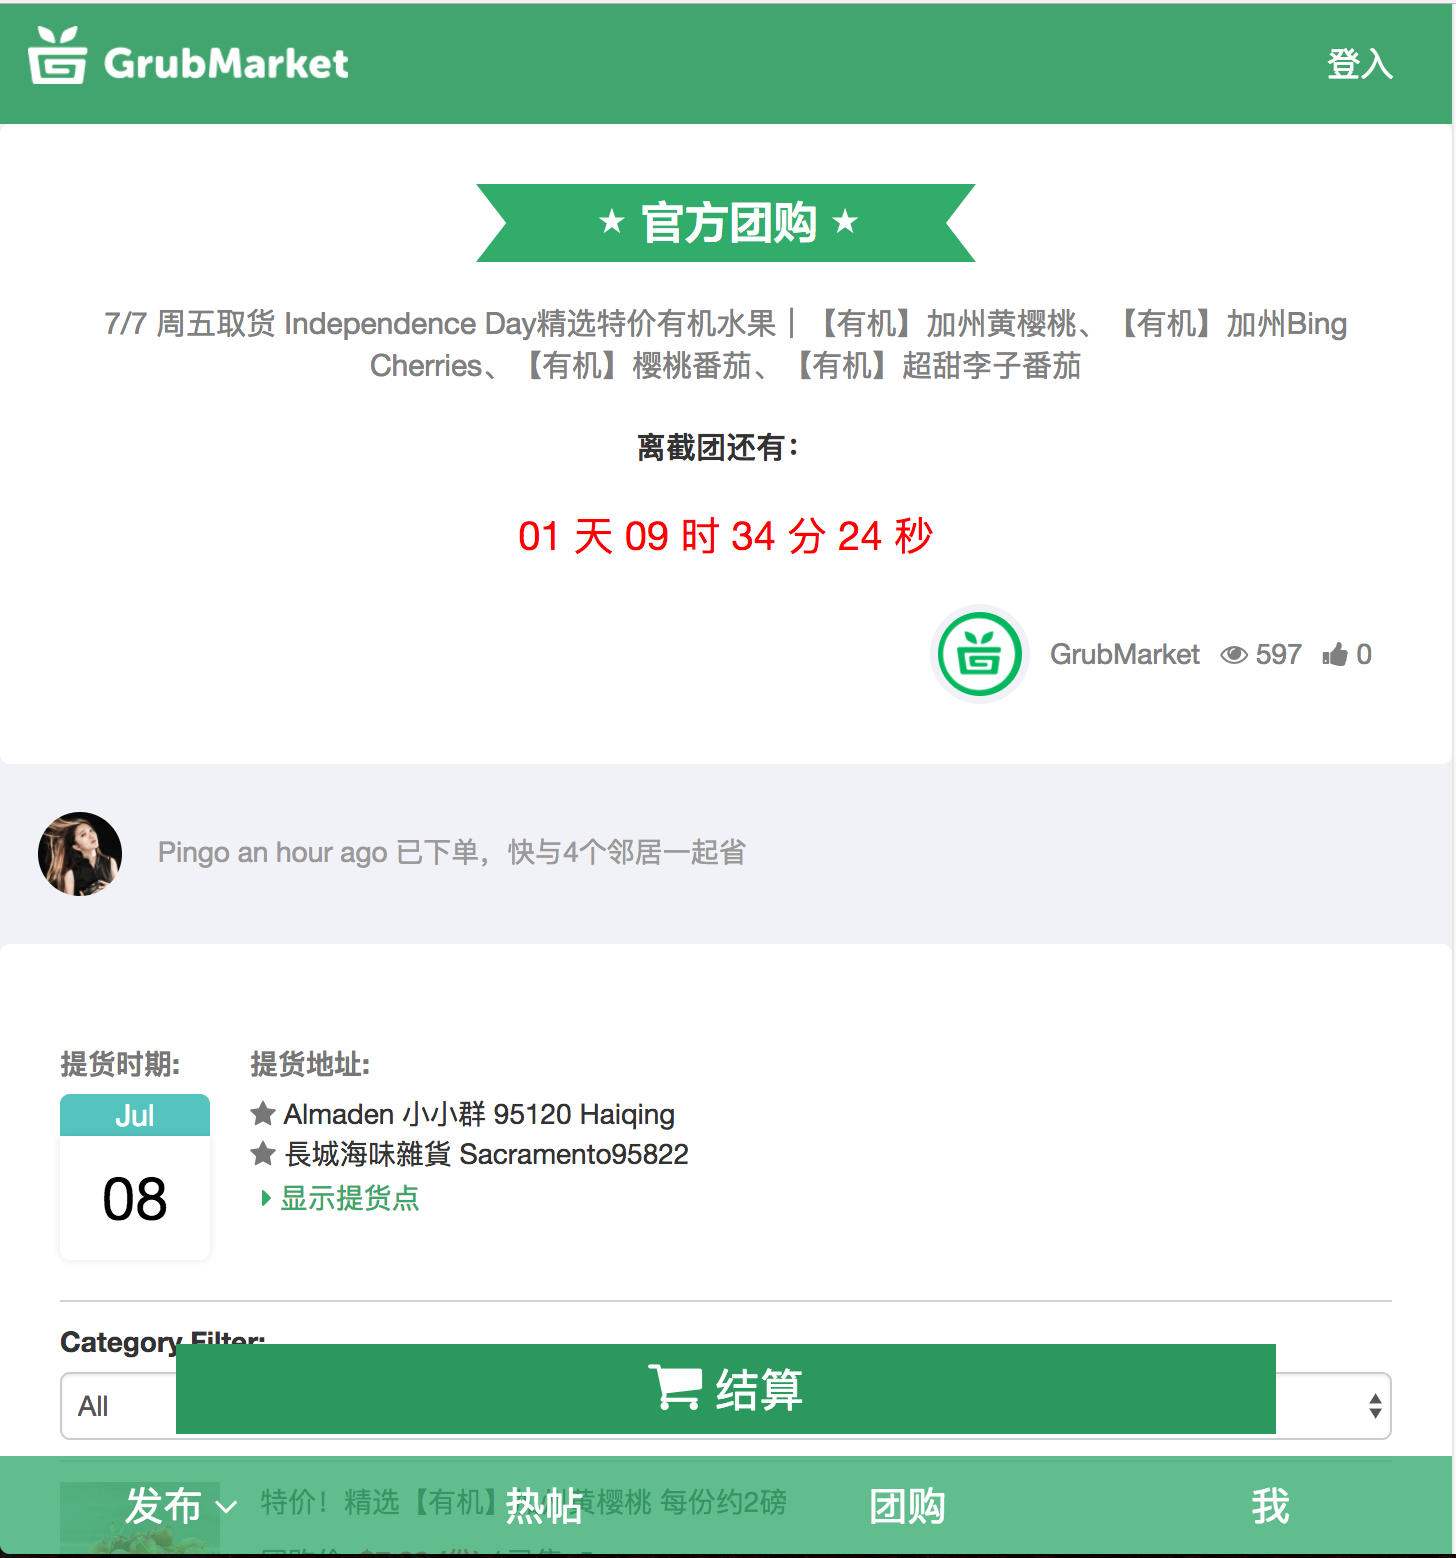 GrubMarket
登入
★ 官方团购 ★
7/7 周五取货 Independence Day精选特价有机水果｜【有机】加州黄樱桃、【有机】加州Bing
Cherries、【有机】樱桃番茄、【有机】超甜李子番茄
离截团还有：
01 天 09 时 34 分 24 秒
GrubMarket 597 0
Pingo an hour ago 已下单，快与4个邻居一起省
提货时期:
Jul
08
提货地址:
Almaden 小小群 95120 Haiqing
長城海味雜貨 Sacramento95822
显示提货点
Category Filter:
All
结算
特价！精选【有机】加州黄樱桃 每份约2磅
发布 热帖 团购 我